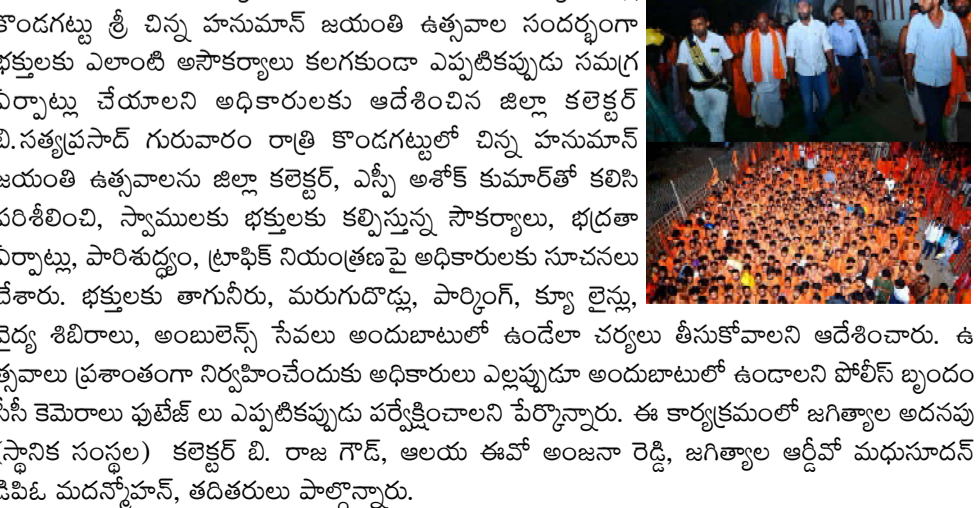 కొండగట్టు శ్రీ చిన్న హనుమాన్ జయంతి ఉత్సవాల సందర్భంగా
భక్తులకు ఎలాంటి అసౌకర్యాలు కలగకుండా ఎప్పటికప్పుడు సమగ్ర
ఏర్పాట్లు చేయాలని అధికారులకు ఆదేశించిన జిల్లా కలెక్టర్
బి.సత్యప్రసాద్ గురువారం రాత్రి కొండగట్టులో చిన్న హనుమాన్
జయంతి ఉత్సవాలను జిల్లా కలెక్టర్, ఎస్పీ అశోక్ కుమార్‌తో కలిసి
పరిశీలించి, స్వాములకు భక్తులకు కల్పిస్తున్న సౌకర్యాలు, భద్రతా
ఏర్పాట్లు, పారిశుద్ధ్యం, ట్రాఫిక్ నియంత్రణపై అధికారులకు సూచనలు
చేశారు. భక్తులకు తాగునీరు, మరుగుదొడ్లు, పార్కింగ్, క్యూ లైన్లు,
వైద్య శిబిరాలు, అంబులెన్స్ సేవలు అందుబాటులో ఉండేలా చర్యలు తీసుకోవాలని ఆదేశించారు. ఉ
త్సవాలు ప్రశాంతంగా నిర్వహించేందుకు అధికారులు ఎల్లప్పుడూ అందుబాటులో ఉండాలని పోలీస్ బృందం
సీసీ కెమెరాలు ఫుటేజ్ లు ఎప్పటికప్పుడు పర్వేక్షించాలని పేర్కొన్నారు. ఈ కార్యక్రమంలో జగిత్యాల అదనపు
(స్థానిక సంస్థల) కలెక్టర్ బి. రాజ గౌడ్, ఆలయ ఈవో అంజనా రెడ్డి, జగిత్యాల ఆర్డీవో మధుసూదన్
డిపిఓ మదన్మోహన్, తదితరులు పాల్గొన్నారు.